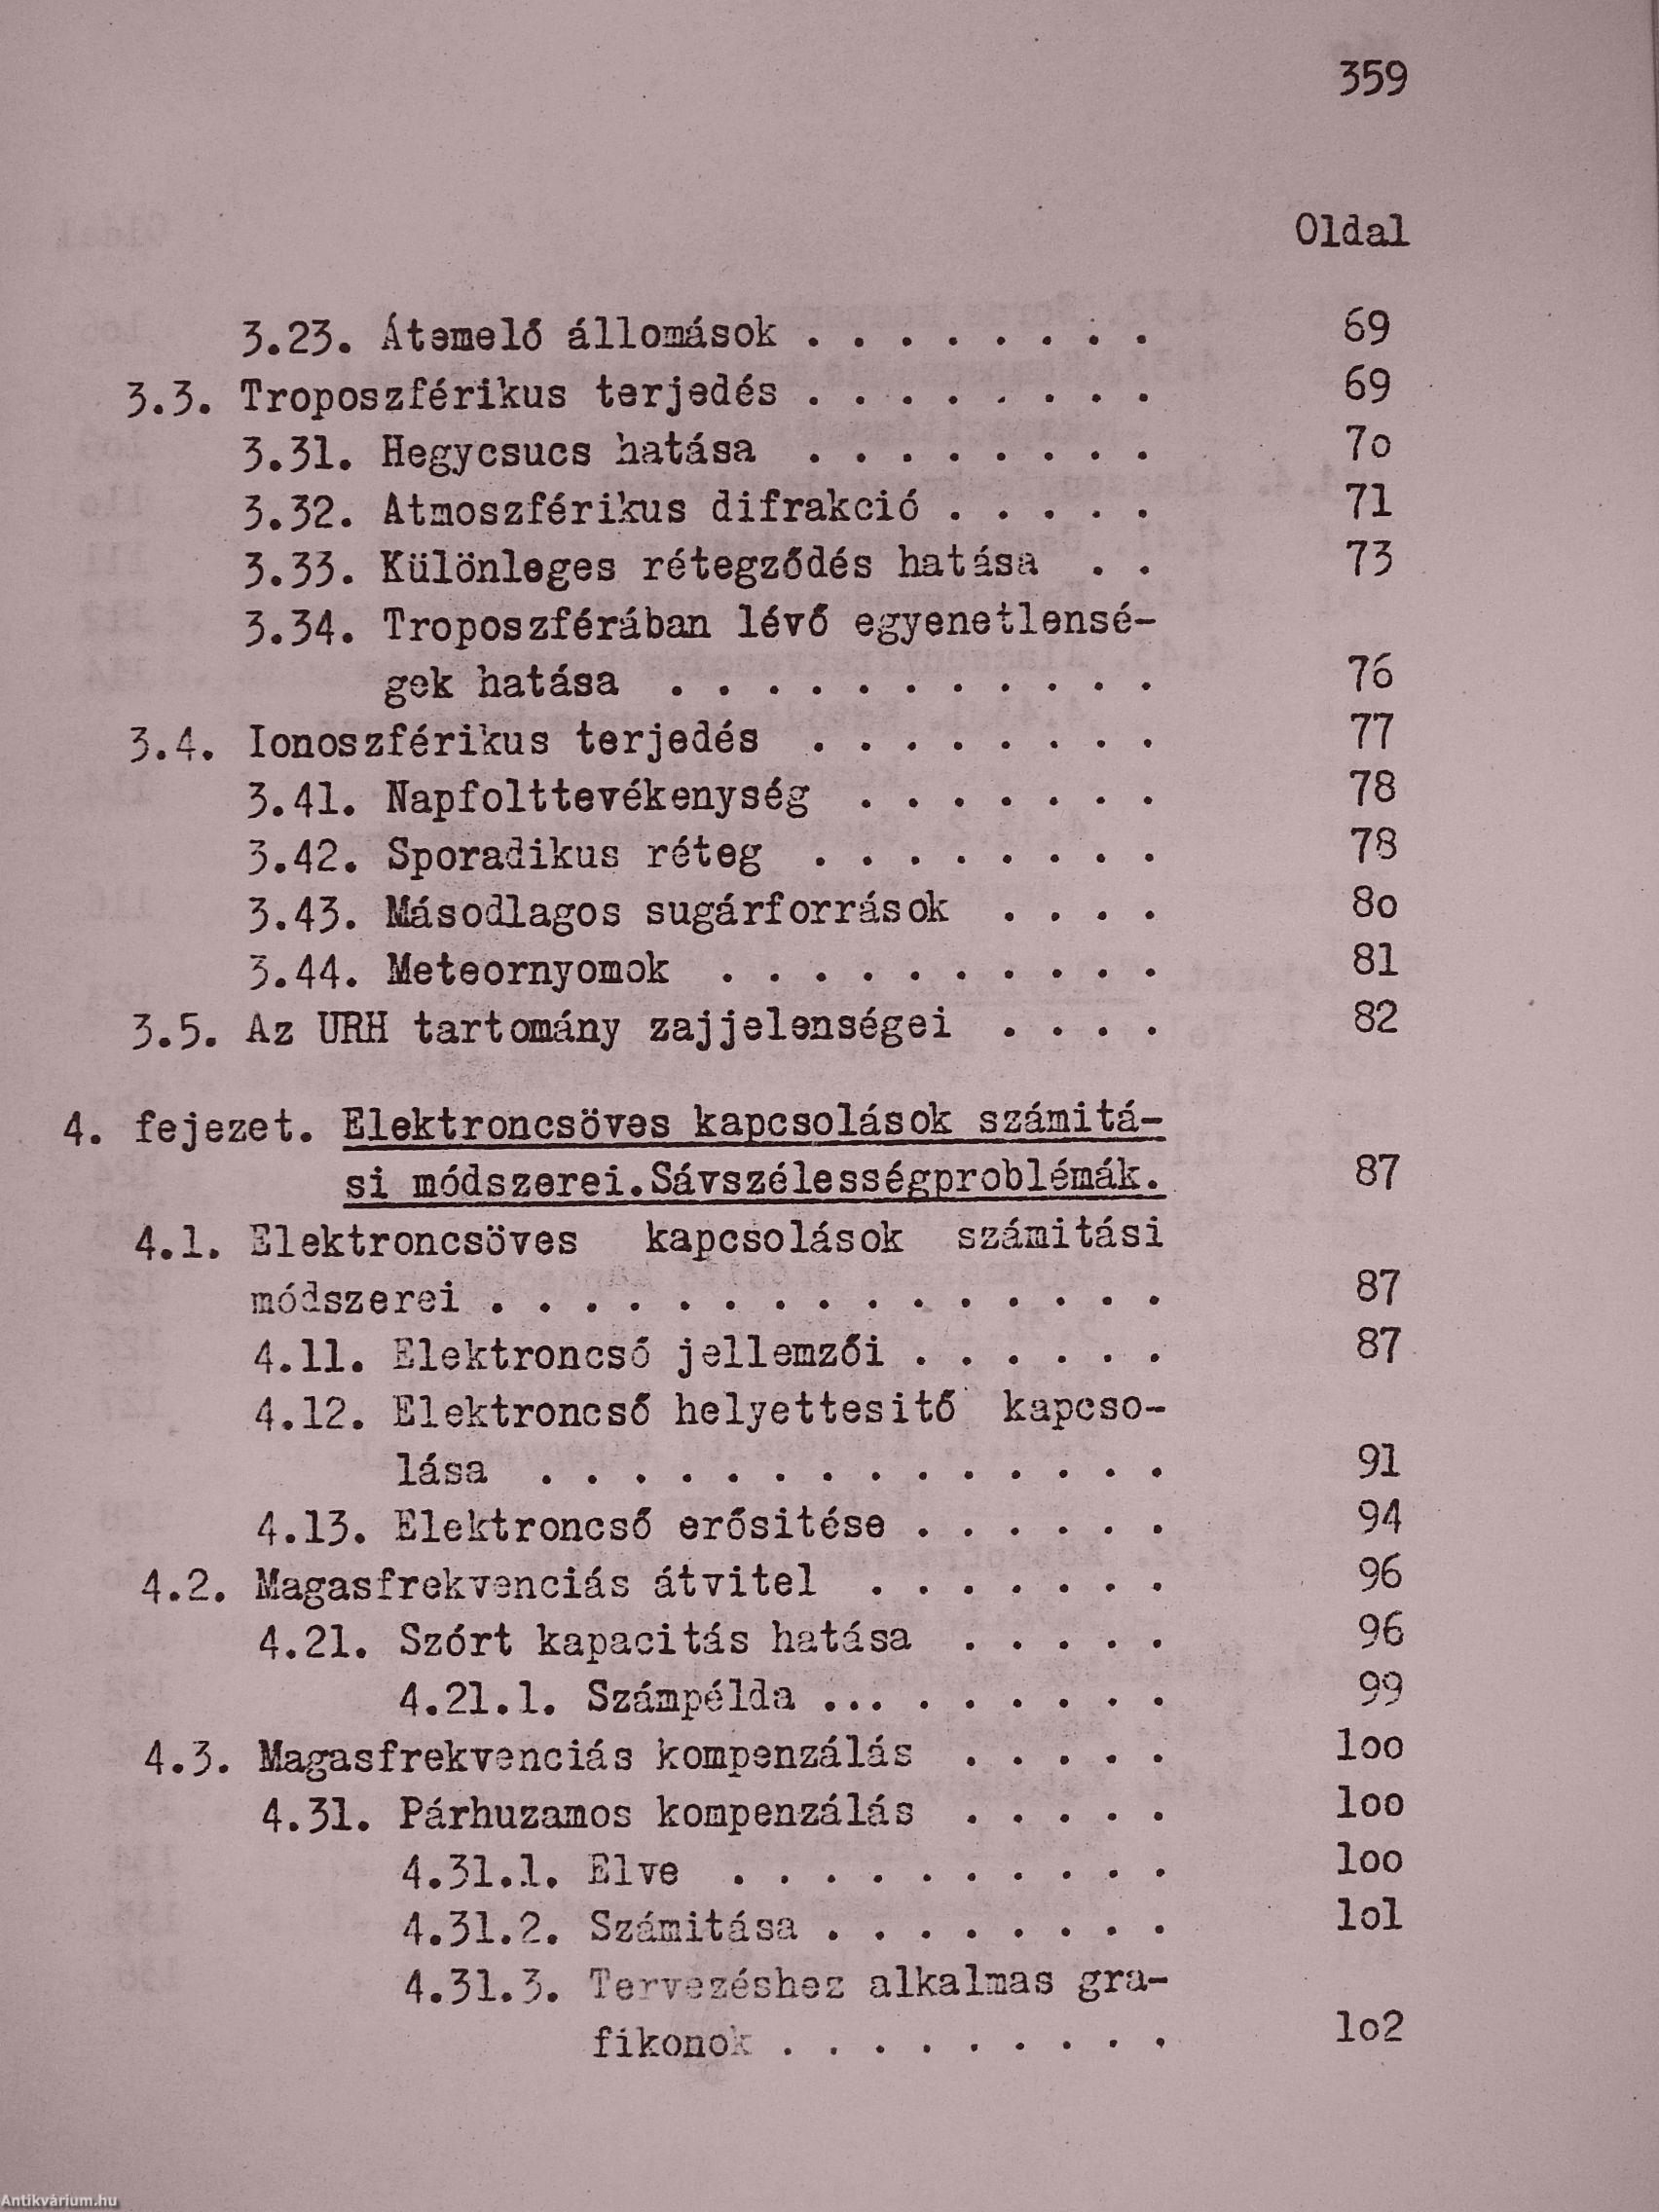 359
Oldal
3.23. Átemelő állomások . . . . . . . . 69
3.3. Troposzférikus terjedés . . . . . . . . 69
3.31. Hegycsucs hatása . . . . . . . . 7o
3.32. Atmoszférikus difrakció . . . . . 71
3.33. Különleges rétegződés hatása . . 73
3.34. Troposzférában lévő egyenetlensé-
gek hatása . . . . . . . . . . . 76
3.4. Ionoszférikus terjedés . . . . . . . . 77
3.41. Napfolttevékenység . . . . . . . 78
3.42. Sporadikus réteg . . . . . . . . 78
3.43. Másodlagos sugárforrások . . . . 8o
3.44. Meteornyomok . . . . . . . . . . 81
3.5. Az URH tartomány zajjelenségei . . . . 82
4. fejezet. Elektroncsöves kapcsolások számitá-
si módszerei.Sávszélességproblémák. 87
4.1. Elektroncsöves kapcsolások számitási
módszerei . . . . . . . . . . . . . . . 87
4.11. Elektroncső jellemzői . . . . . . 87
4.12. Elektroncső helyettesitő kapcso-
lása . . . . . . . . . . . . . . 91
4.13. Elektroncső erősitése . . . . . . 94
4.2. Magasfrekvenciás átvitel . . . . . . . 96
4.21. Szórt kapacitás hatása . . . . . 96
4.21.1. Számpélda ... . . . . . . 99
4.3. Magasfrekvenciás kompenzálás . . . . . loo
4.31. Párhuzamos kompenzálás . . . . . loo
4.31.1. Elve . . . . . . . . . . loo
4.31.2. Számitása . . . . . . . . lol
4.31.3. Tervezéshez alkalmas gra-
fikonok . . . . . . . . . lo2
Antikvárium.hu